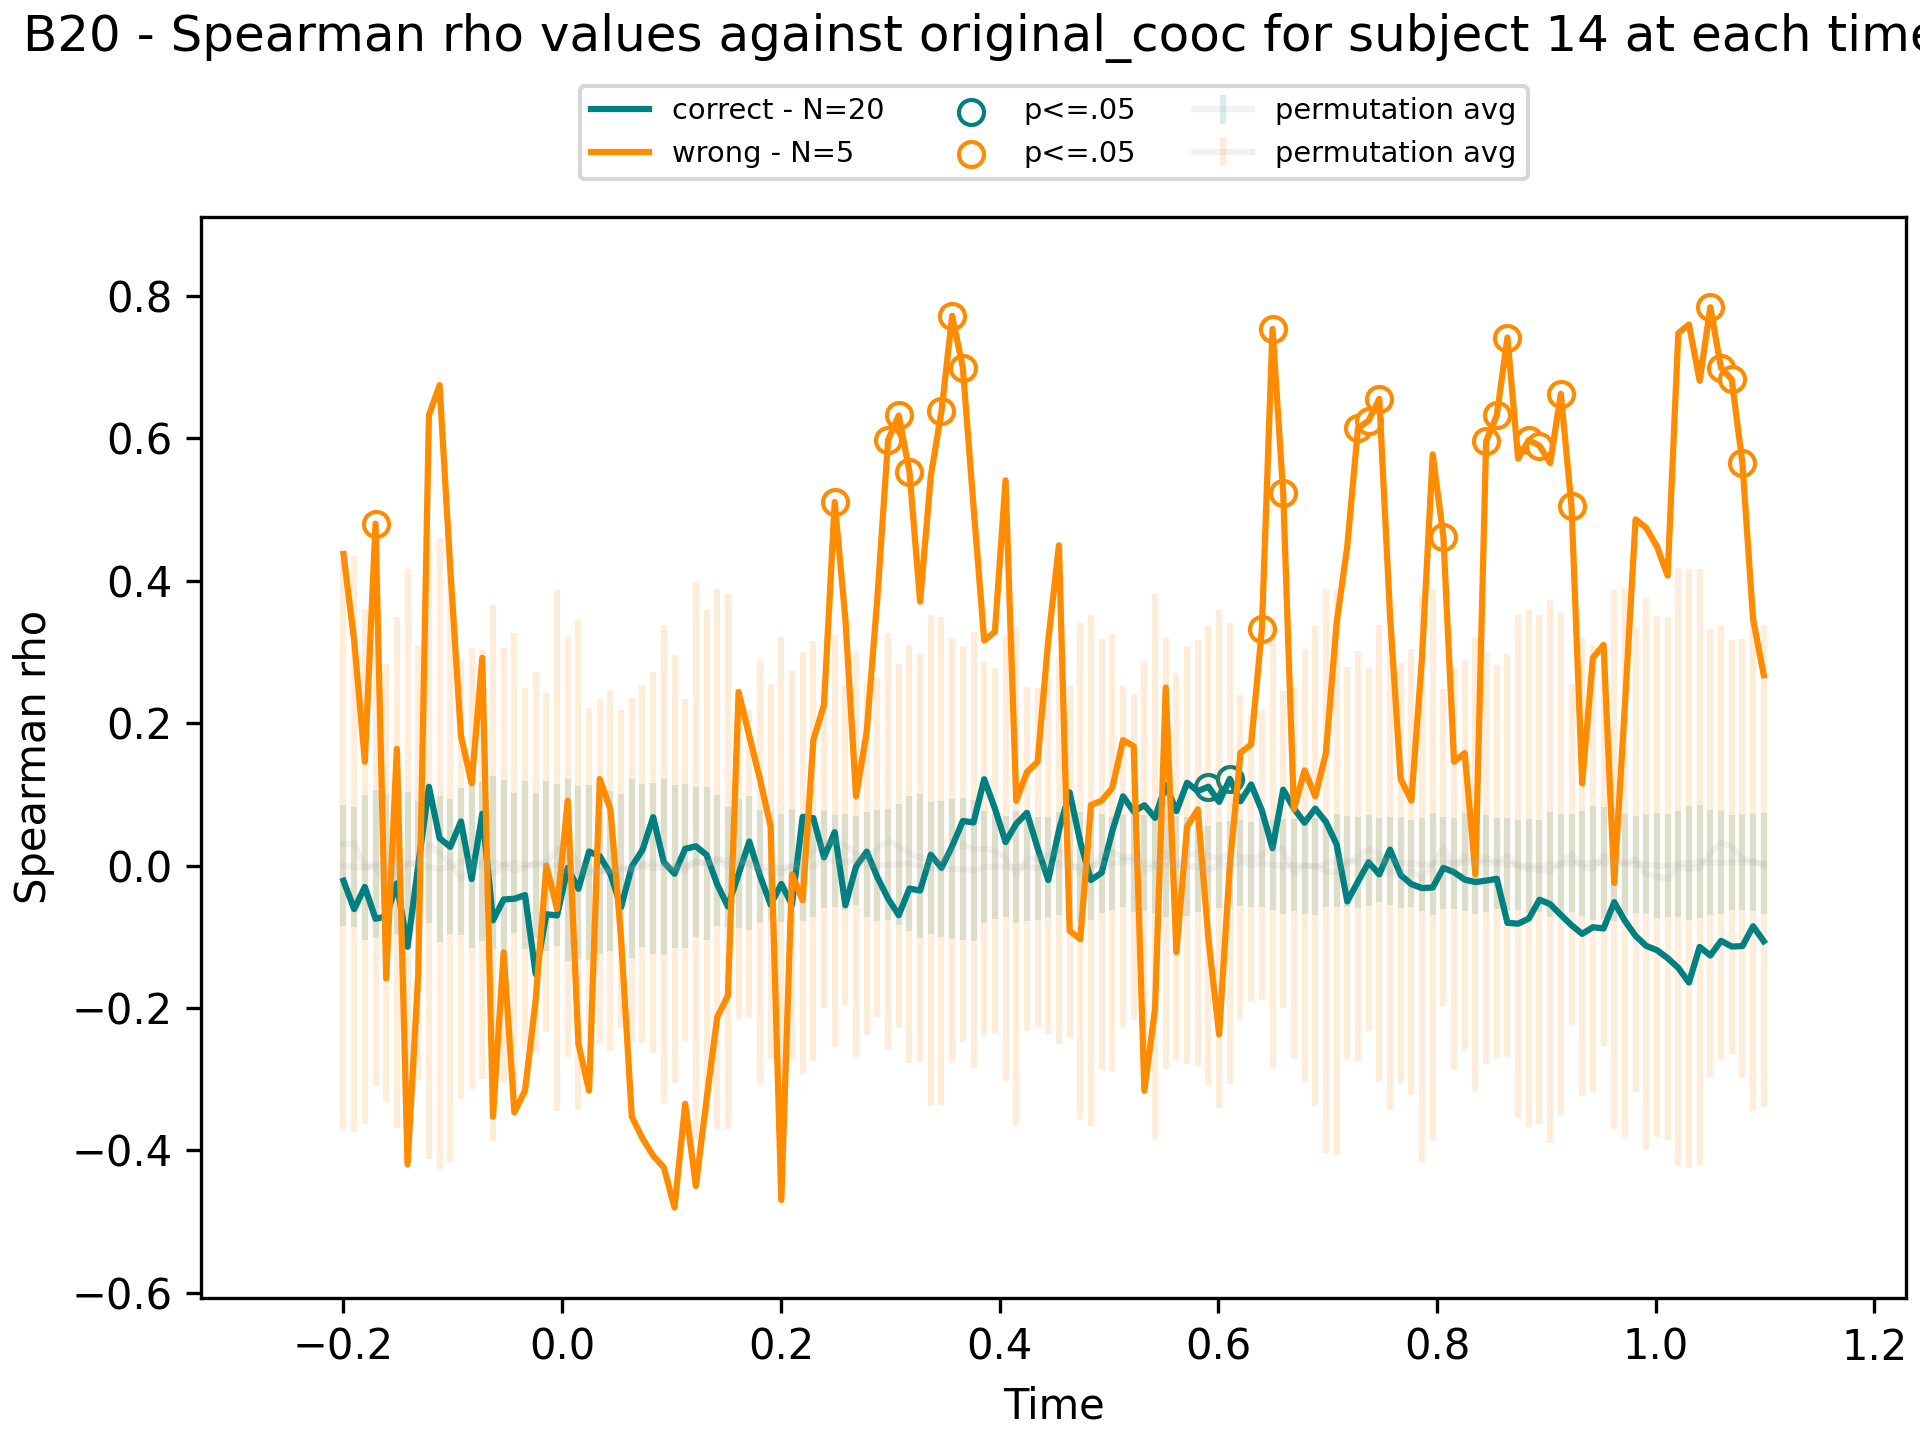 B20 - Spearman rho values against original_cooc for subject 14 at each time
correct - N=20
wrong - N=5
p<=.05
p<=.05
permutation avg
permutation avg
Spearman rho
0.8
0.6
0.4
0.2
0.0
−0.2
−0.4
−0.6
−0.2
0.0
0.2
0.4
0.6
0.8
1.0
1.2
Time